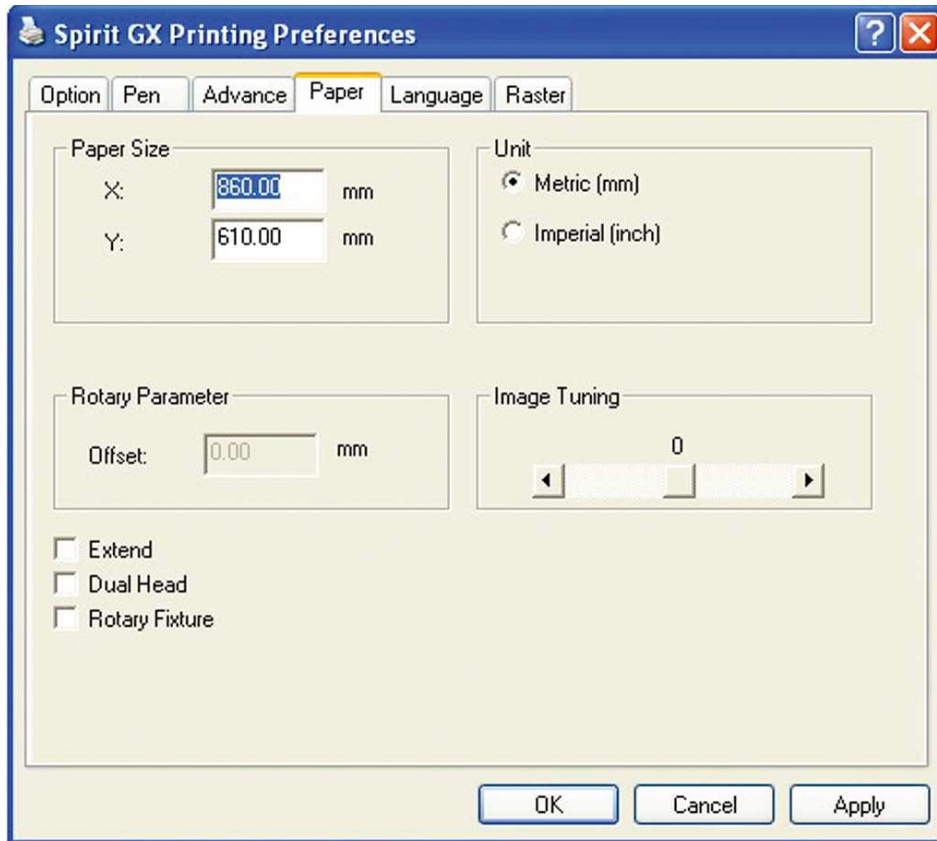 Spirit GX Printing Preferences
Option Pen Advance Paper Language Raster
Paper Size
X: 860.00 mm
Y: 610.00 mm
Unit
Metric (mm)
Imperial (inch)
Rotary Parameter
Offset: 0.00 mm
Image Tuning
0
Extend
Dual Head
Rotary Fixture
OK Cancel Apply